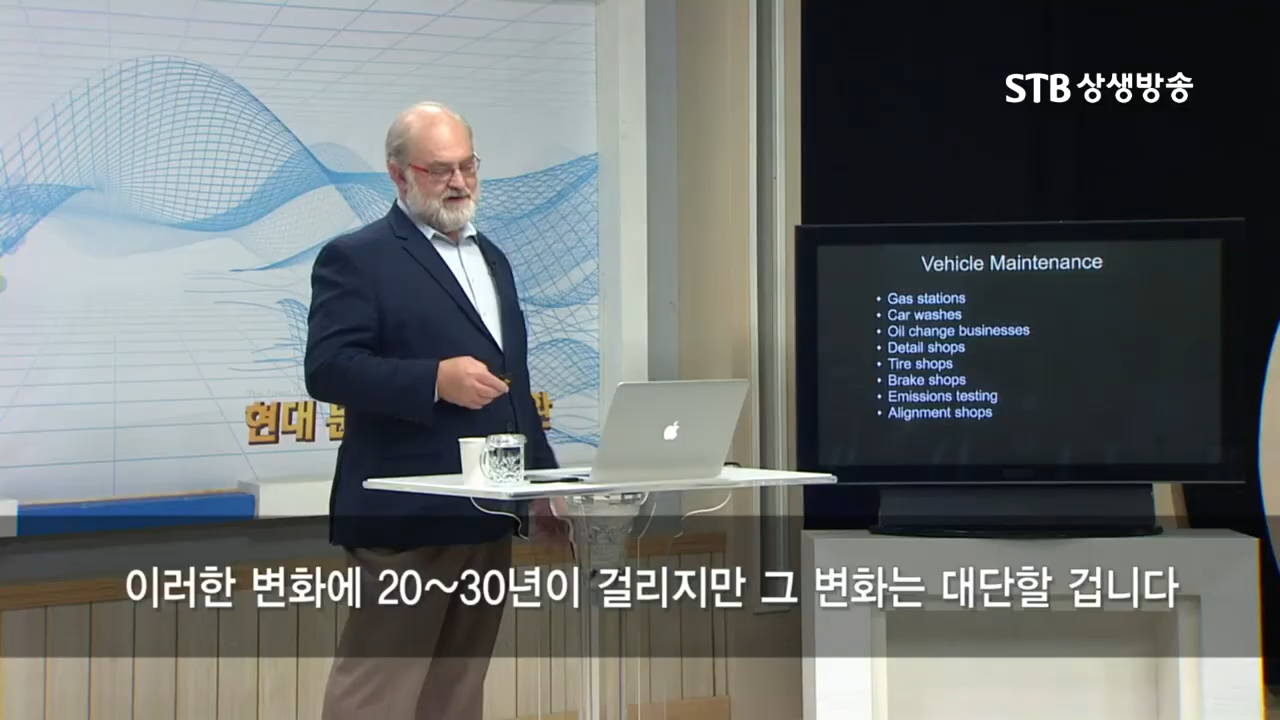 STB 상생방송
Vehicle Maintenance
• Gas stations
• Car washes
• Oil change businesses
• Detail shops
• Tire shops
• Brake shops
• Emissions testing
• Alignment shops
현대
이러한 변화에 20~30년이 걸리지만 그 변화는 대단할 겁니다